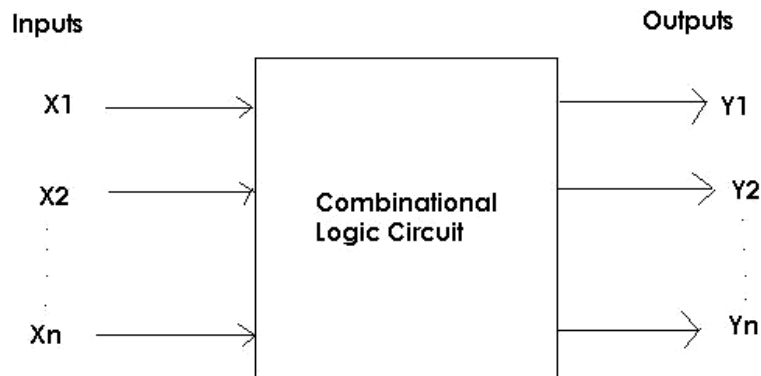 Inputs
Outputs
X1
Y1
X2
Y2
Combinational
Logic Circuit
Xn
Yn